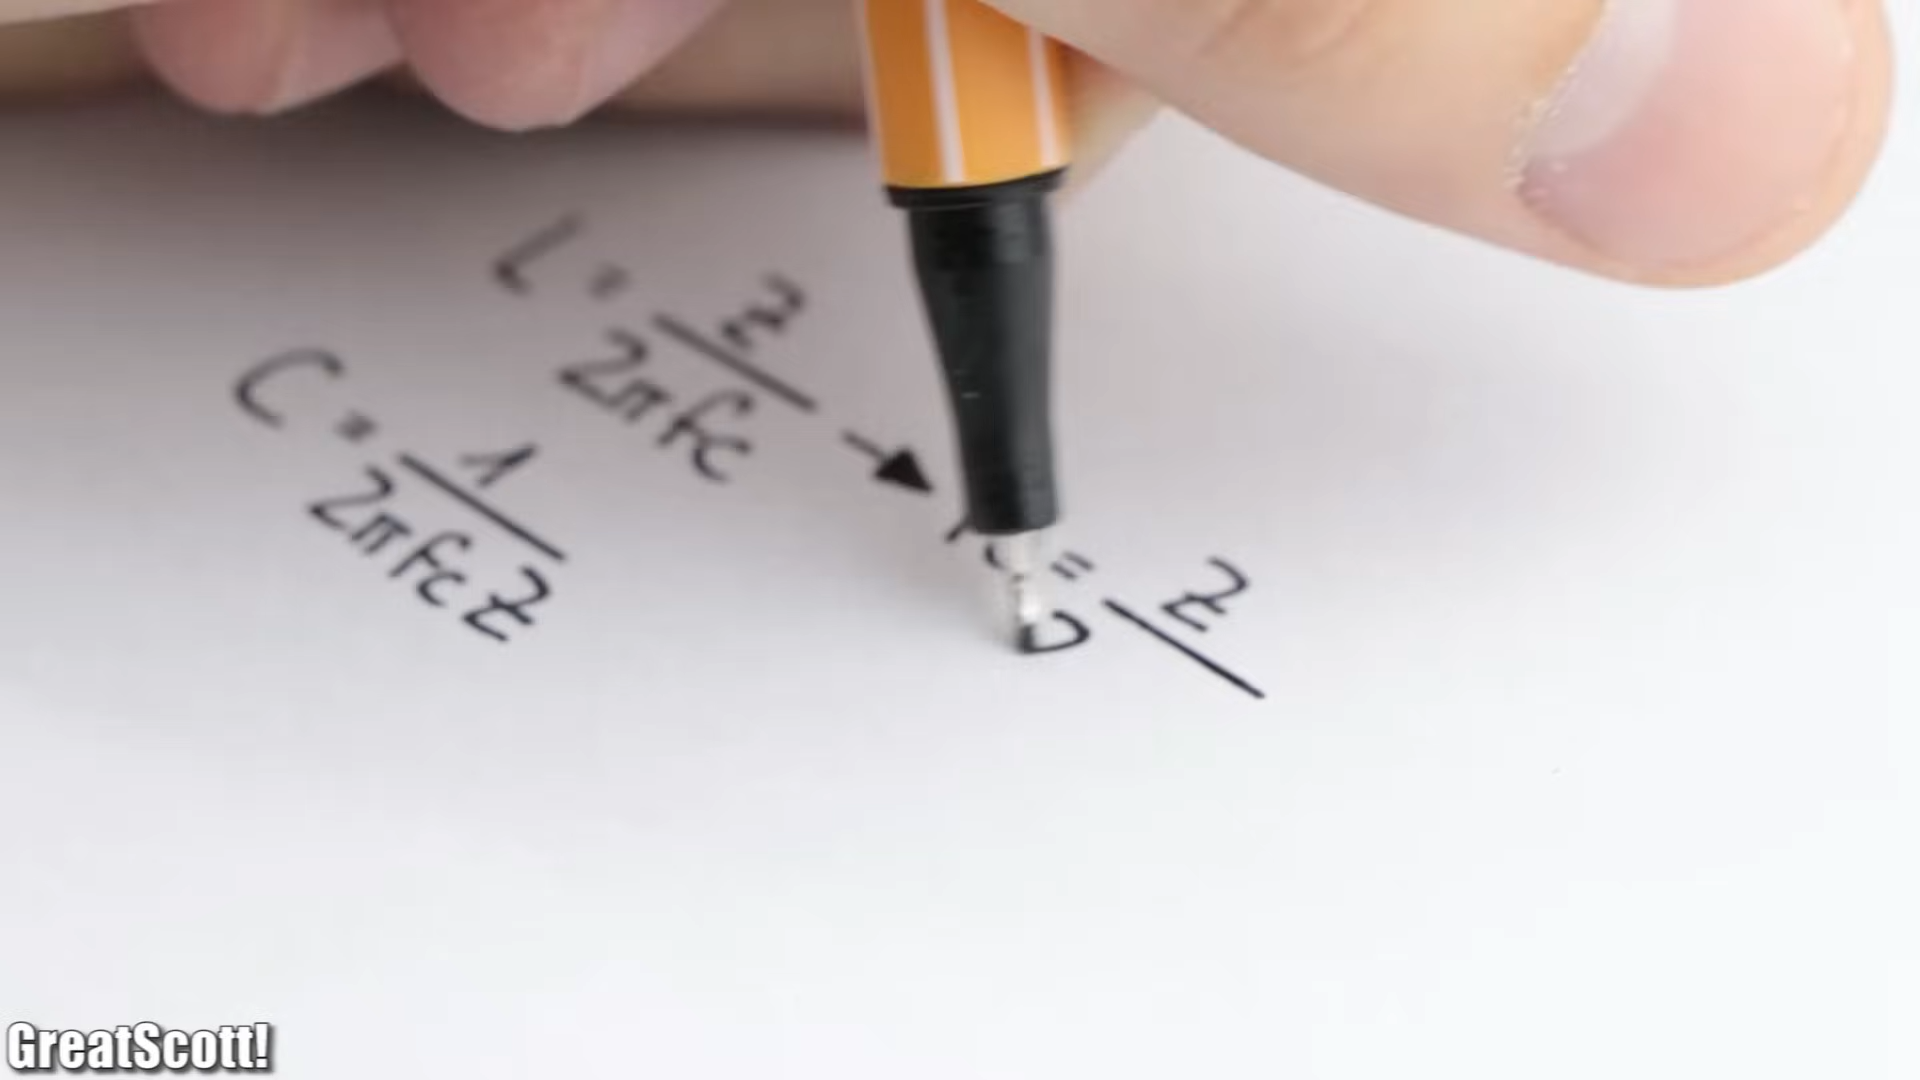 L = Z / 2πfc
C = 1 / 2πfcZ
→ = Z
GreatScott!